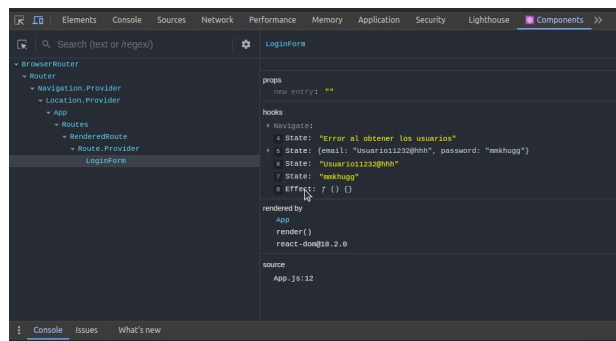 Elements Console Sources Network Performance Memory Application Security Lighthouse Components
Search (text or /regex/)
LoginForm
BrowserRouter
Router
Navigation.Provider
Location.Provider
App
Routes
RenderedRoute
Route.Provider
LoginForm
props
new entry: ""
hooks
Navigate:
4 State: "Error al obtener los usuarios"
5 State: {email: "Usuario11232@hhh", password: "mmkhugg"}
6 State: "Usuario11232@hhh"
7 State: "mmkhugg"
8 Effect: ƒ () {}
rendered by
App
render()
react-dom@18.2.0
source
App.js:12
Console Issues What's new